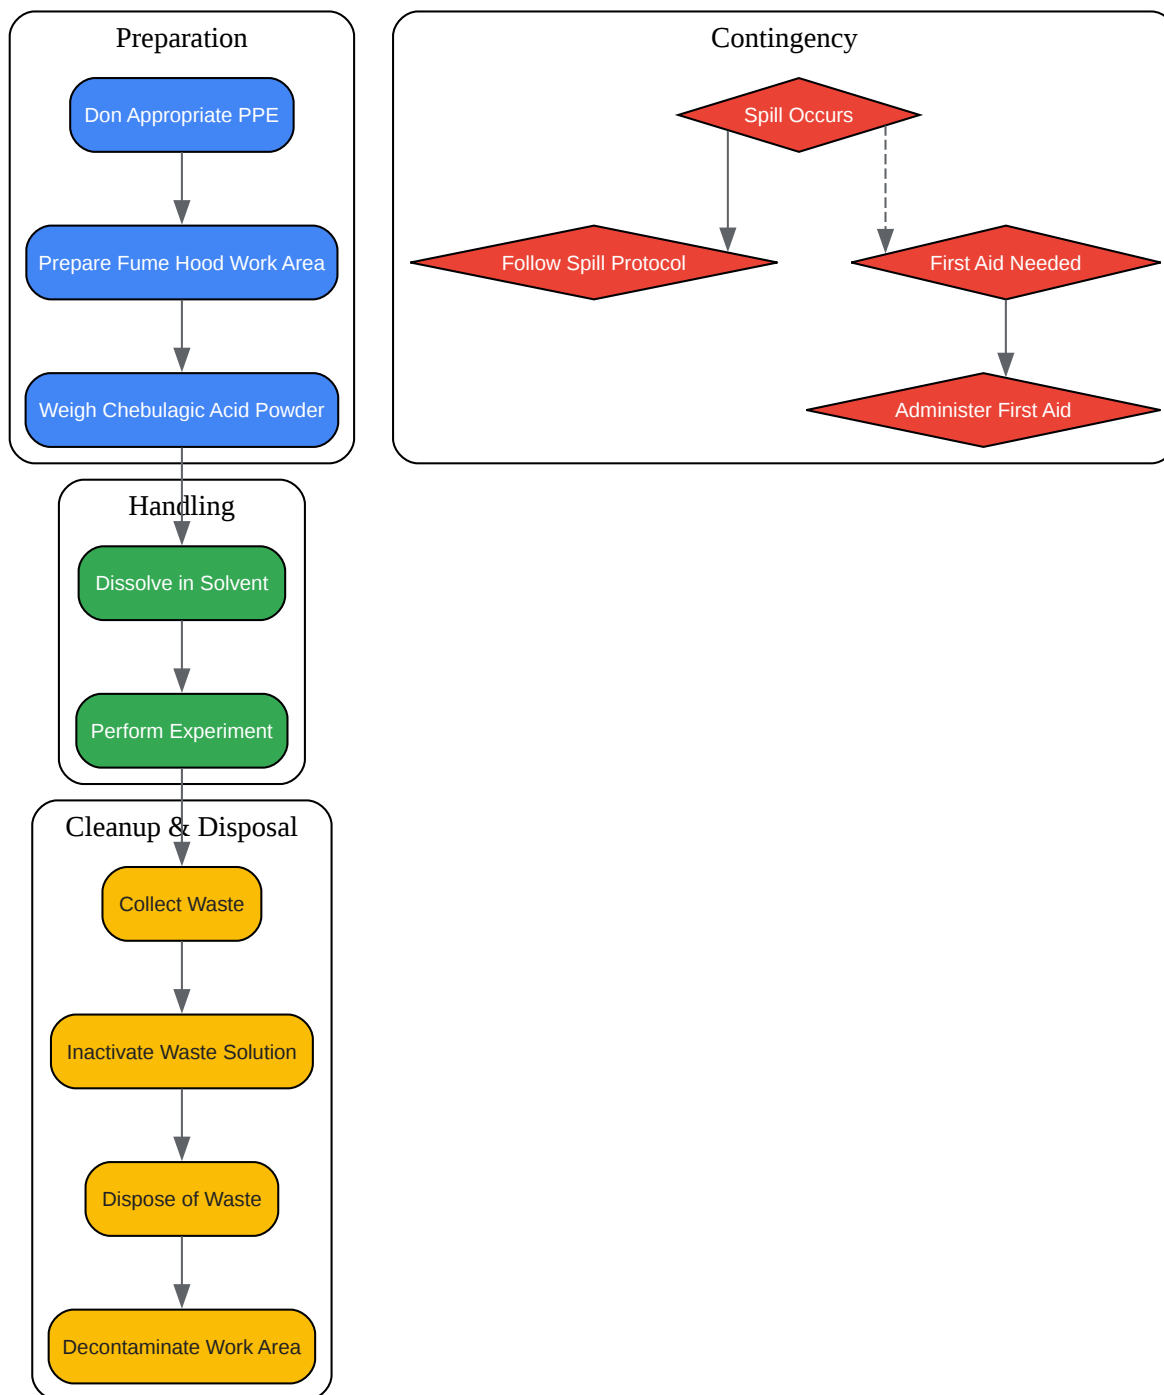 Preparation
Don Appropriate PPE
Prepare Fume Hood Work Area
Weigh Chebulagic Acid Powder
Handling
Dissolve in Solvent
Perform Experiment
Cleanup & Disposal
Collect Waste
Inactivate Waste Solution
Dispose of Waste
Decontaminate Work Area
Contingency
Spill Occurs
Follow Spill Protocol
First Aid Needed
Administer First Aid